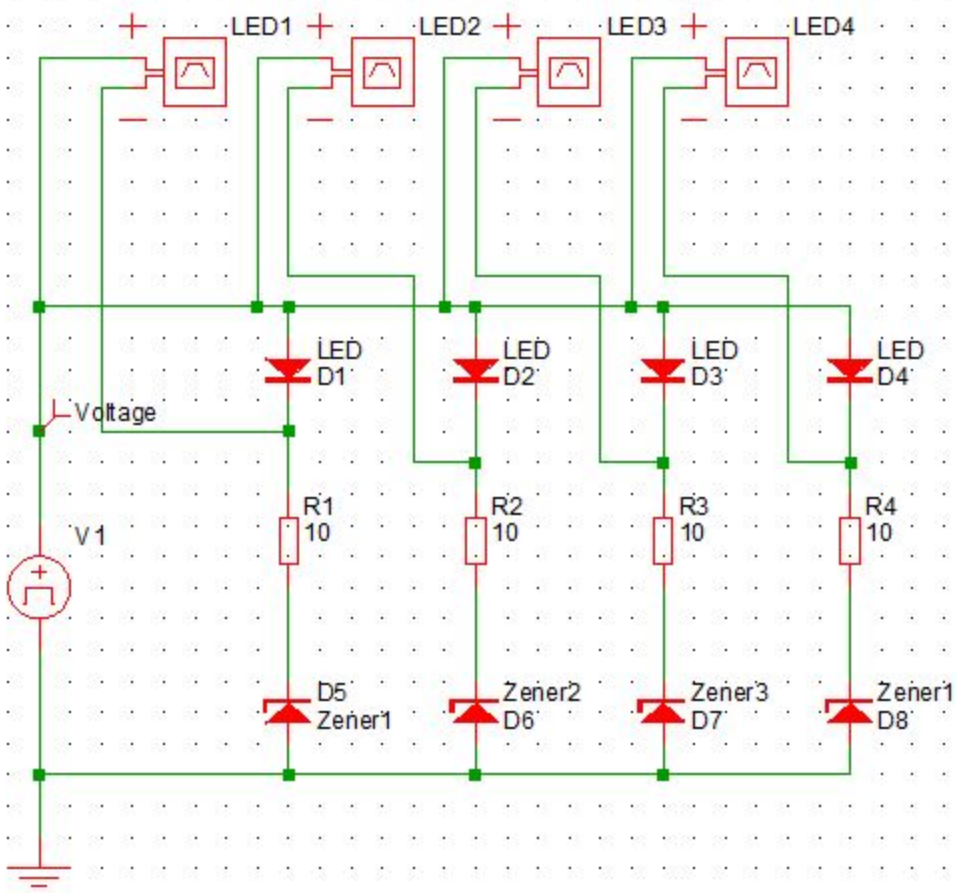 LED1
LED2
LED3
LED4
LED
D1
LED
D2
LED
D3
LED
D4
Voltage
V1
R1
10
R2
10
R3
10
R4
10
D5
Zener1
Zener2
D6
Zener3
D7
Zener1
D8